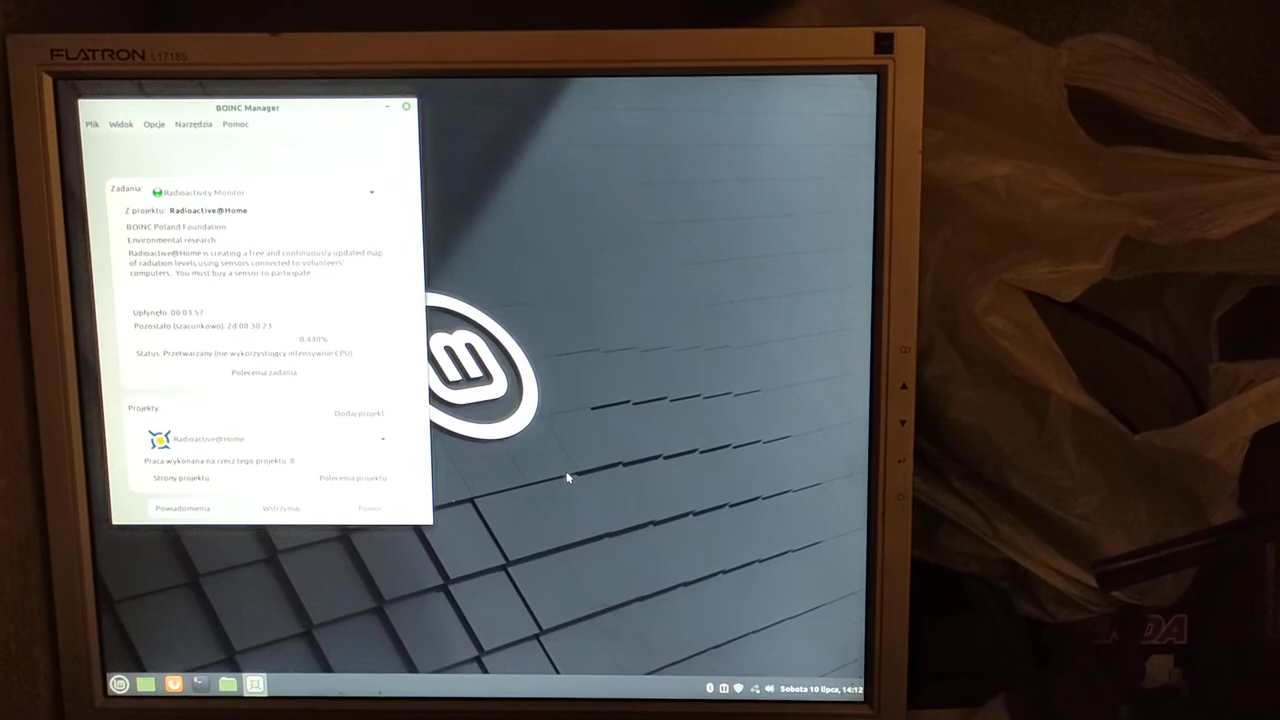 FLATRON L1718S
BOINC Manager
Plik Widok Opcje Narzędzia Pomoc
Zadania: Radioactivity Monitor
Z projektu: Radioactive@Home
BOINC Poland Foundation
Environmental research
Radioactive@Home is creating a free and continuously updated map
of radiation levels using sensors connected to volunteers'
computers. You must buy a sensor to participate
Upłynęło: 00:03:57
Pozostało (szacunkowo): 2d 00:30:23
0,440%
Status: Przetwarzany (nie wykorzystujący intensywnie CPU)
Polecenia zadania
Projekty:
Dodaj projekt
Radioactive@Home
Praca wykonana na rzecz tego projektu: 0
Strony projektu Polecenia projektu
Powiadomienia Wstrzymaj Pomoc
Sobota 10 lipca, 14:12